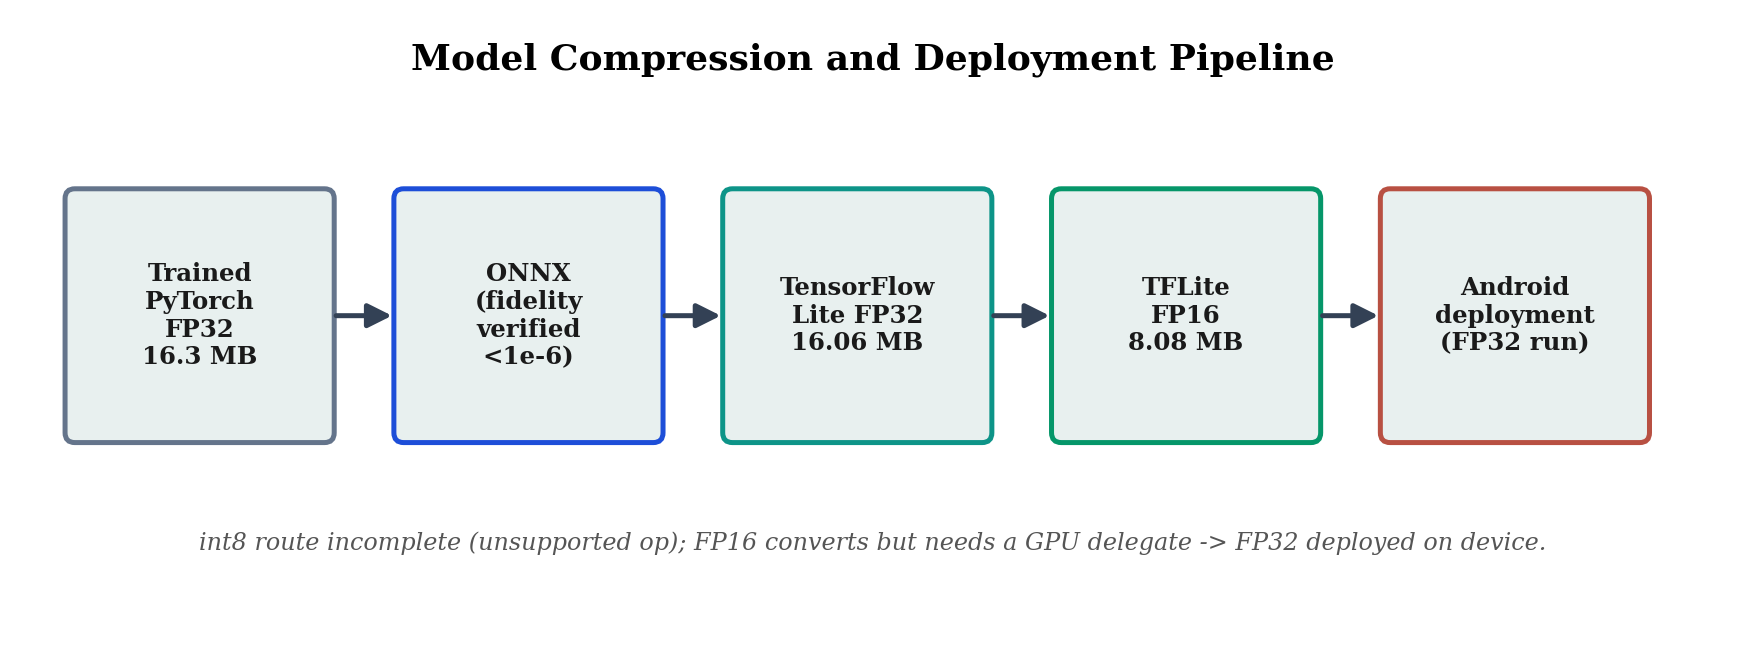 Model Compression and Deployment Pipeline
Trained
PyTorch
FP32
16.3 MB
ONNX
(fidelity
verified
<1e-6)
TensorFlow
Lite FP32
16.06 MB
TFLite
FP16
8.08 MB
Android
deployment
(FP32 run)
int8 route incomplete (unsupported op); FP16 converts but needs a GPU delegate -> FP32 deployed on device.